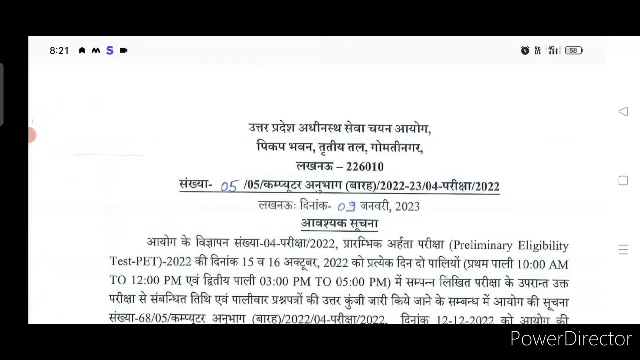 8:21
58
उत्तर प्रदेश अधीनस्थ सेवा चयन आयोग,
पिकप भवन, तृतीय तल, गोमतीनगर,
लखनऊ – 226010
संख्या- 05 /05/कम्प्यूटर अनुभाग (बारह)/2022-23/04-परीक्षा/2022
लखनऊः दिनांक- 09 जनवरी, 2023
आवश्यक सूचना
आयोग के विज्ञापन संख्या-04-परीक्षा/2022, प्रारम्भिक अर्हता परीक्षा (Preliminary Eligibility
Test-PET)-2022 की दिनांक 15 व 16 अक्टूबर, 2022 को प्रत्येक दिन दो पालियों (प्रथम पाली 10:00 AM
TO 12:00 PM एवं द्वितीय पाली 03:00 PM TO 05:00 PM) में सम्पन्न लिखित परीक्षा के उपरान्त उक्त
परीक्षा से संबन्धित तिथि एवं पालीवार प्रश्नपत्रों की उत्तर कुंजी जारी किये जाने के सम्बन्ध में आयोग की सूचना
संख्या-68/05/कम्प्यूटर अनुभाग (बारह)/2022/04-परीक्षा/2022, दिनांक 12-12-2022 को आयोग की
PowerDirector